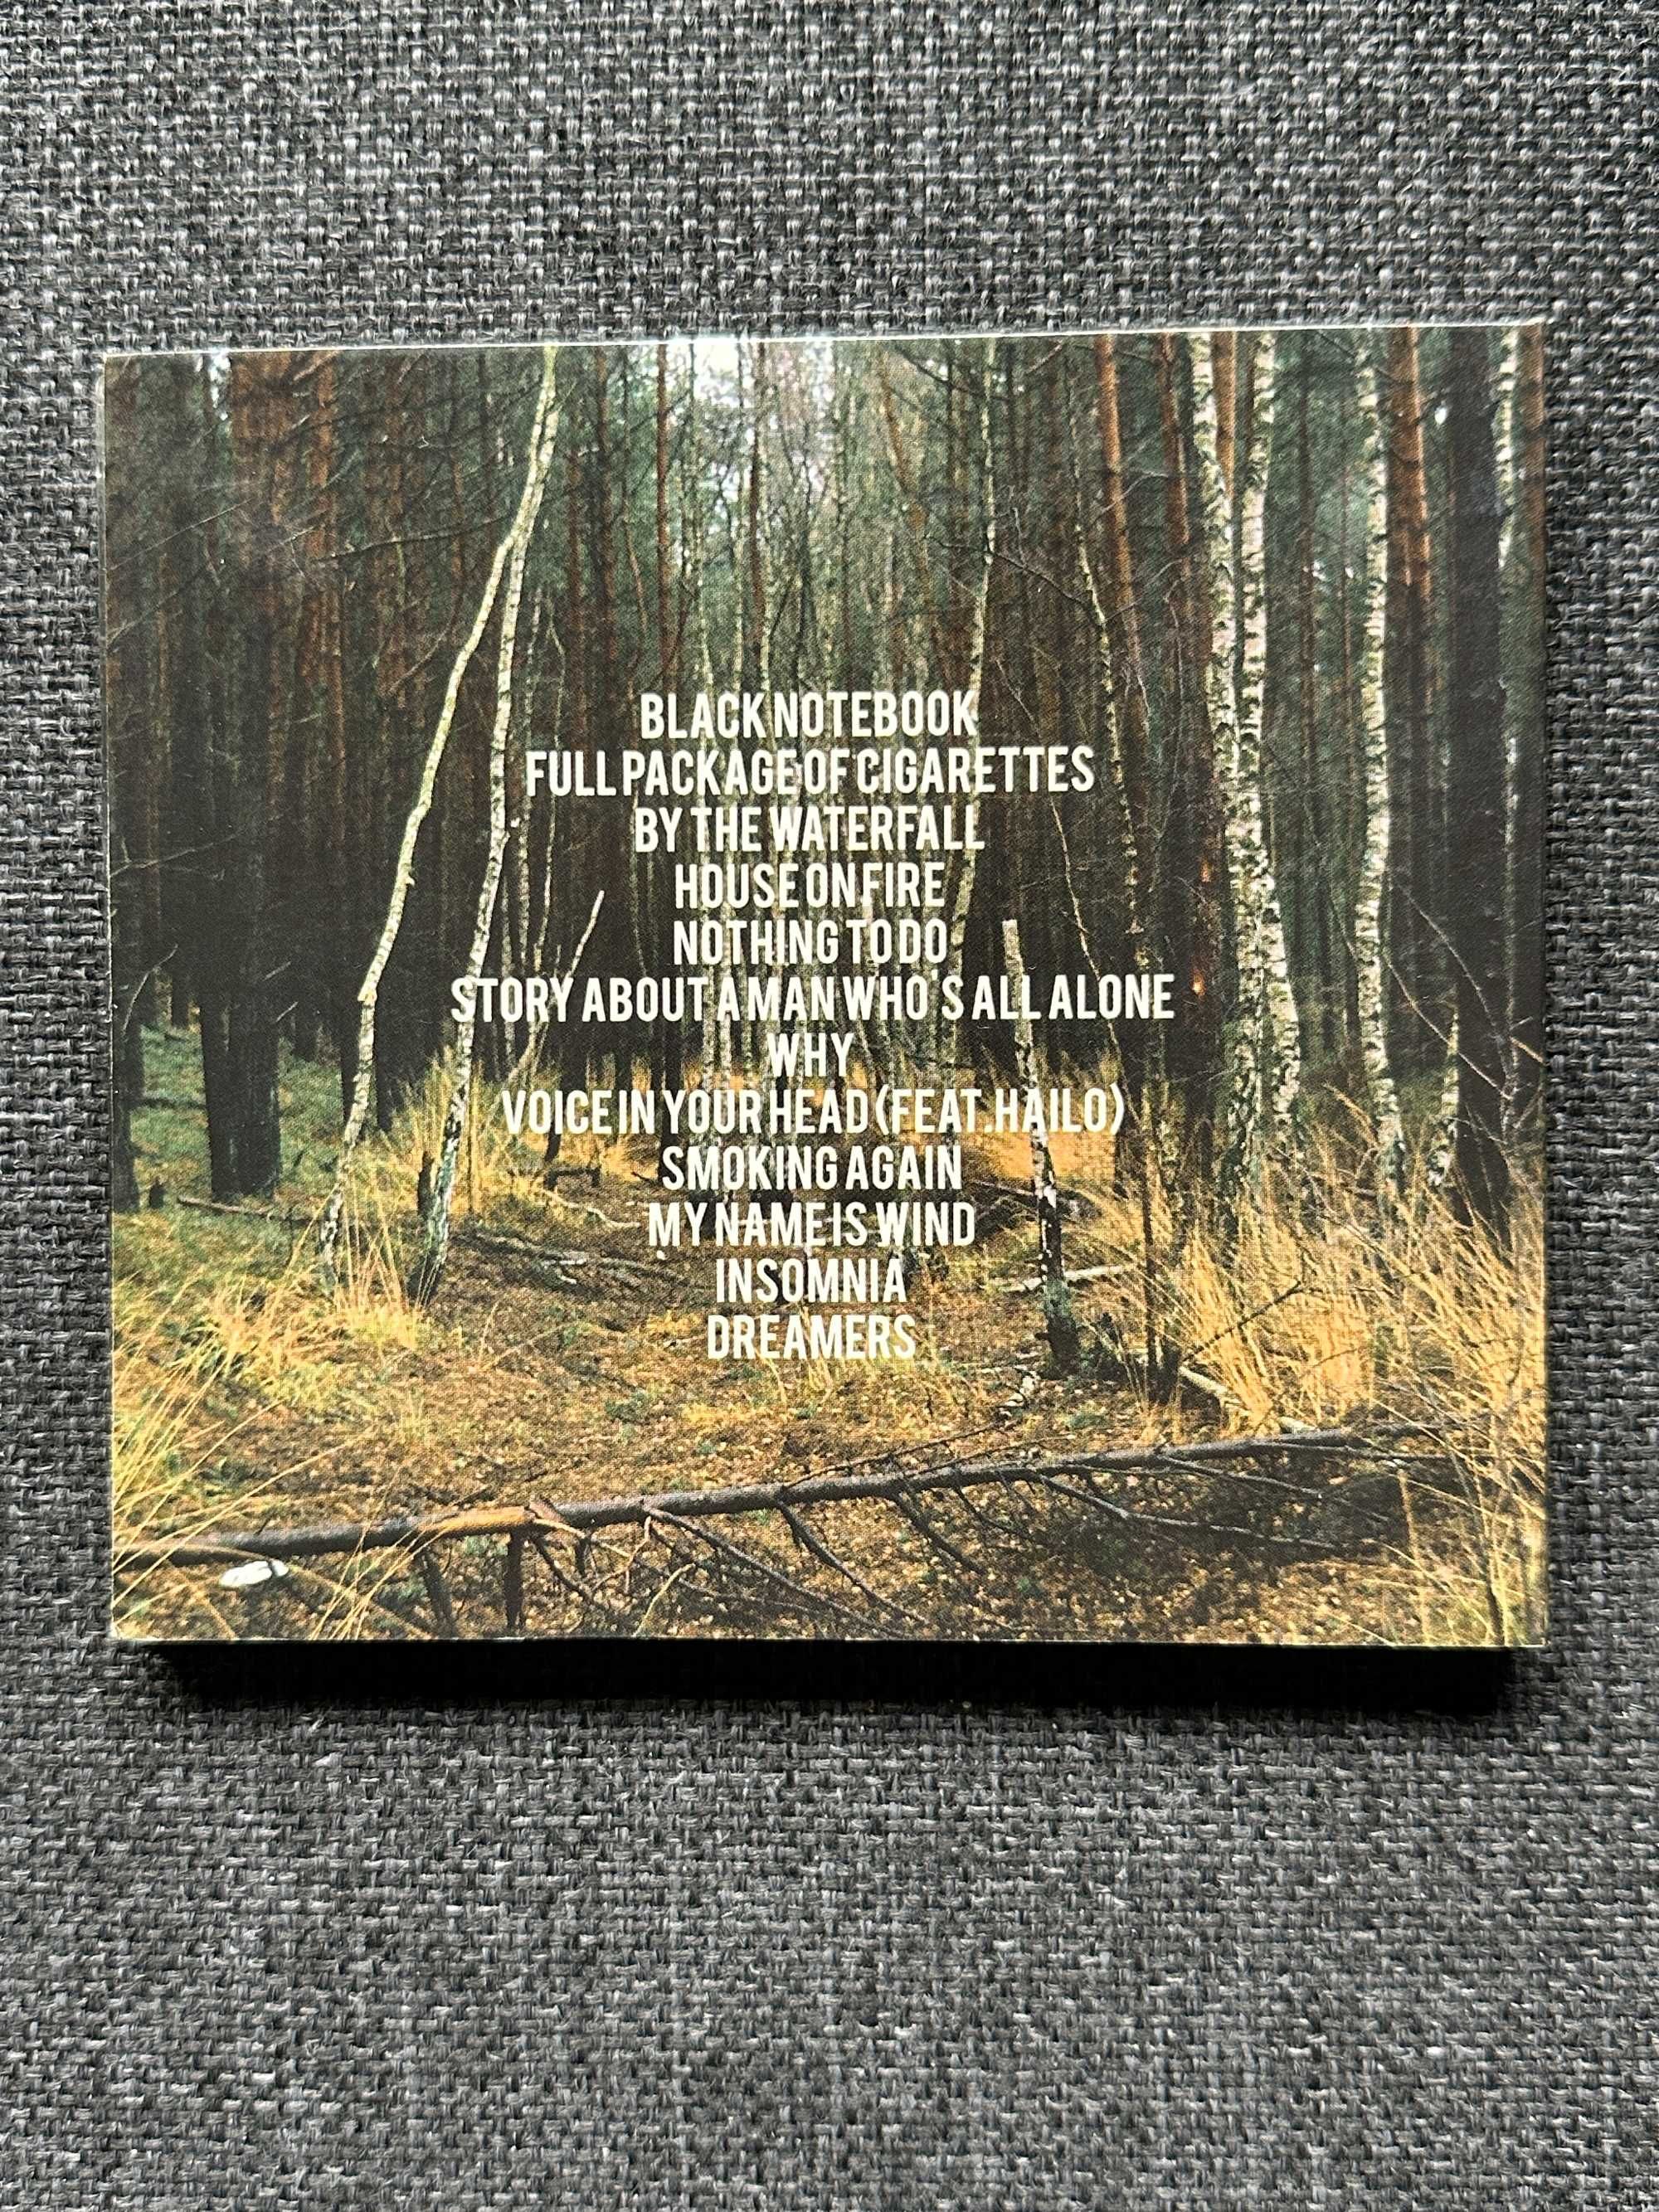 BLACK NOTEBOOK
FULL PACKAGE OF CIGARETTES
BY THE WATERFALL
HOUSE ON FIRE
NOTHING TO DO
STORY ABOUT A MAN WHO'S ALL ALONE
WHY
VOICE IN YOUR HEAD (FEAT.HAILO)
SMOKING AGAIN
MY NAME IS WIND
INSOMNIA
DREAMERS